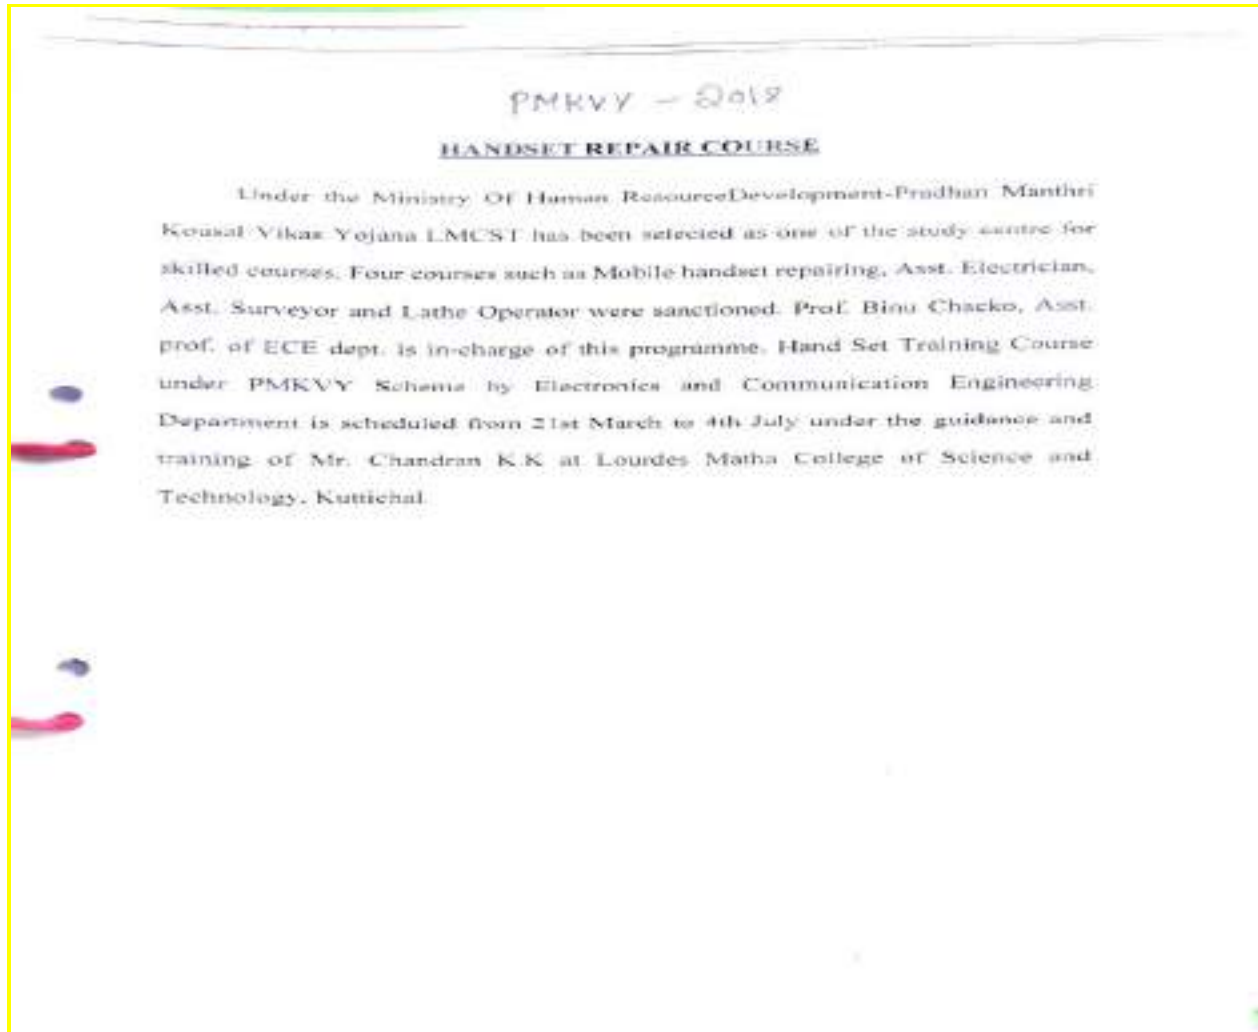 PMKVY - 2018
HANDSET REPAIR COURSE
Under the Ministry Of Human ResourceDevelopment-Pradhan Manthri
Kousal Vikas Yojana LMCST has been selected as one of the study centre for
skilled courses. Four courses such as Mobile handset repairing, Asst. Electrician,
Asst. Surveyor and Lathe Operator were sanctioned. Prof. Binu Chacko, Asst.
prof. of ECE dept. is in-charge of this programme. Hand Set Training Course
under PMKVY Scheme by Electronics and Communication Engineering
Department is scheduled from 21st March to 4th July under the guidance and
training of Mr. Chandran K.K at Lourdes Matha College of Science and
Technology, Kuttichal.